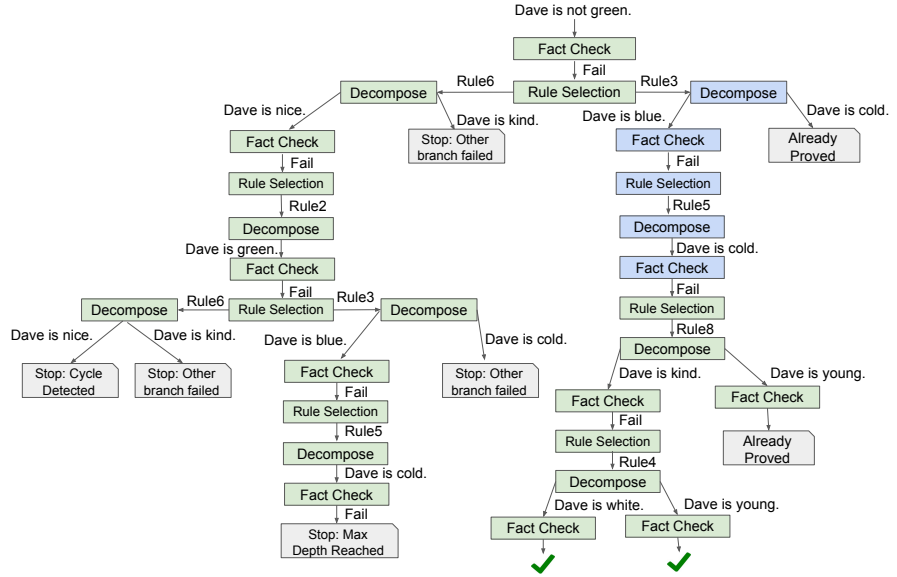 Dave is not green.
Fact Check
Fail
Decompose
Rule6
Rule Selection
Rule3
Decompose
Dave is nice.
Dave is kind.
Dave is blue.
Dave is cold.
Fact Check
Stop: Other
branch failed
Fact Check
Already
Proved
Fail
Fail
Rule Selection
Rule Selection
Rule2
Rule5
Decompose
Decompose
Dave is green.
Dave is cold.
Fact Check
Fact Check
Fail
Fail
Decompose
Rule6
Rule Selection
Rule3
Decompose
Rule Selection
Rule8
Dave is nice.
Dave is kind.
Dave is blue.
Dave is cold.
Decompose
Stop: Cycle
Detected
Stop: Other
branch failed
Fact Check
Stop: Other
branch failed
Dave is kind.
Dave is young.
Fact Check
Fact Check
Fail
Fail
Rule Selection
Rule Selection
Already
Proved
Rule5
Rule4
Decompose
Decompose
Dave is cold.
Dave is white.
Dave is young.
Fact Check
Fact Check
Fact Check
Fail
Stop: Max
Depth Reached